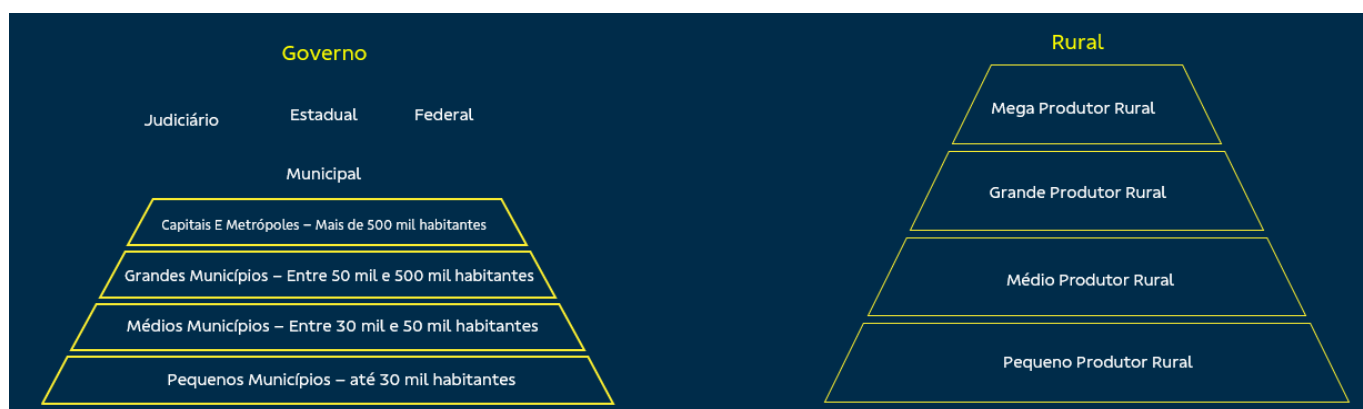 Governo
Judiciário
Estadual
Federal
Municipal
Capitais E Metrópoles – Mais de 500 mil habitantes
Grandes Municípios – Entre 50 mil e 500 mil habitantes
Médios Municípios – Entre 30 mil e 50 mil habitantes
Pequenos Municípios – até 30 mil habitantes
Rural
Mega Produtor Rural
Grande Produtor Rural
Médio Produtor Rural
Pequeno Produtor Rural